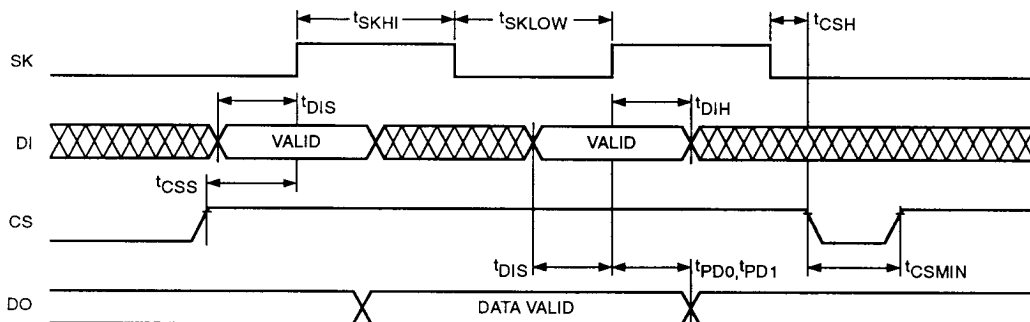 tSKHI tSKLOW tCSH
SK
tDIS tDIH
DI VALID VALID
tCSS
CS
tDIS tPD0,tPD1 tCSMIN
DO DATA VALID